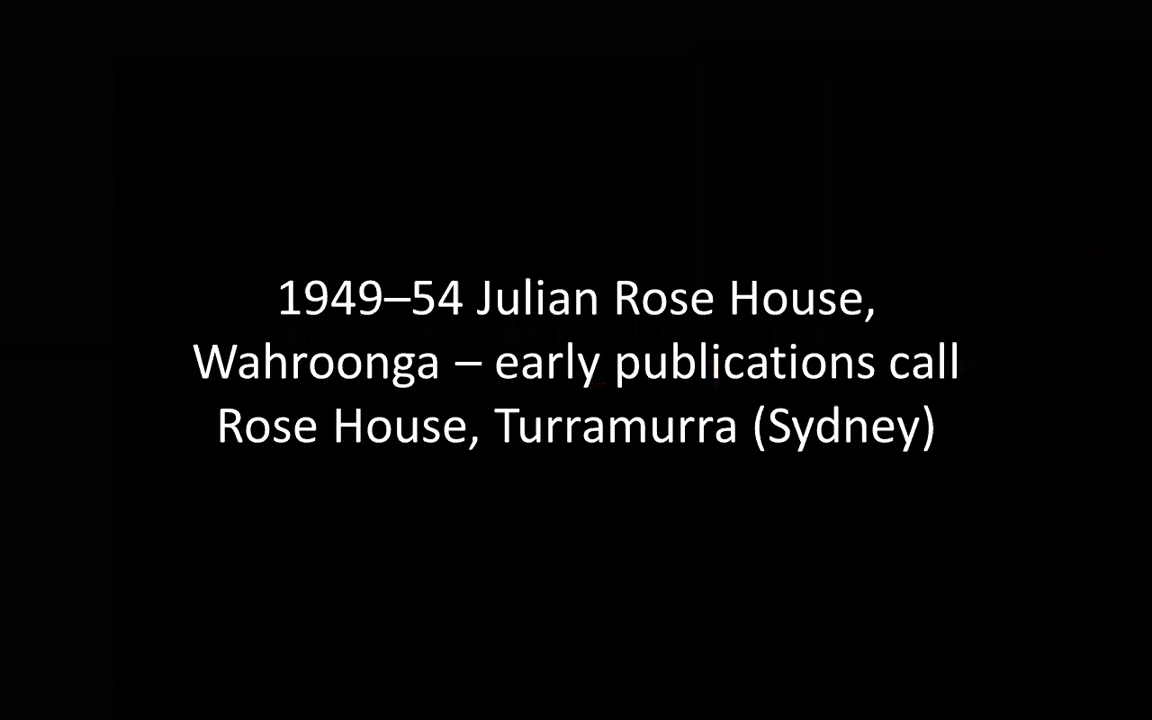 1949–54 Julian Rose House,
Wahroonga – early publications call
Rose House, Turramurra (Sydney)